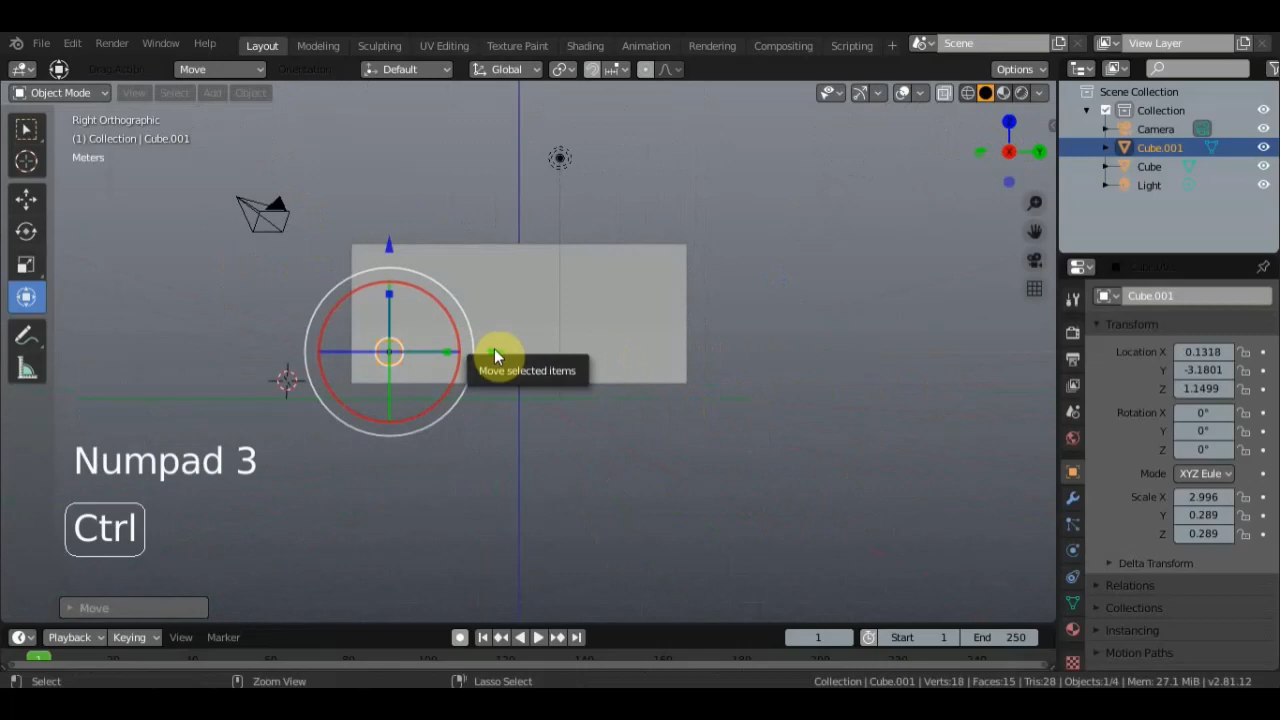 File Edit Render Window Help Layout Modeling Sculpting UV Editing Texture Paint Shading Animation Rendering Compositing Scripting + Scene View Layer
Move Default Global Options
Object Mode View Select Add Object
Scene Collection
Right Orthographic
(1) Collection | Cube.001
Meters
Collection
Camera
Cube.001
Cube
Light
X
Y
Cube.001
Transform
Location X 0.1318
Y -3.1801
Z 1.1499
Rotation X 0°
Y 0°
Z 0°
Mode XYZ Eule
Scale X 2.996
Y 0.289
Z 0.289
Delta Transform
Relations
Collections
Instancing
Motion Paths
Move selected items
Numpad 3
Ctrl
Move
Playback Keying View Marker 1 Start 1 End 250
1
Select Zoom View Lasso Select Collection | Cube.001 | Verts:18 | Faces:15 | Tris:28 | Objects:1/4 | Mem: 27.1 MiB | v2.81.12